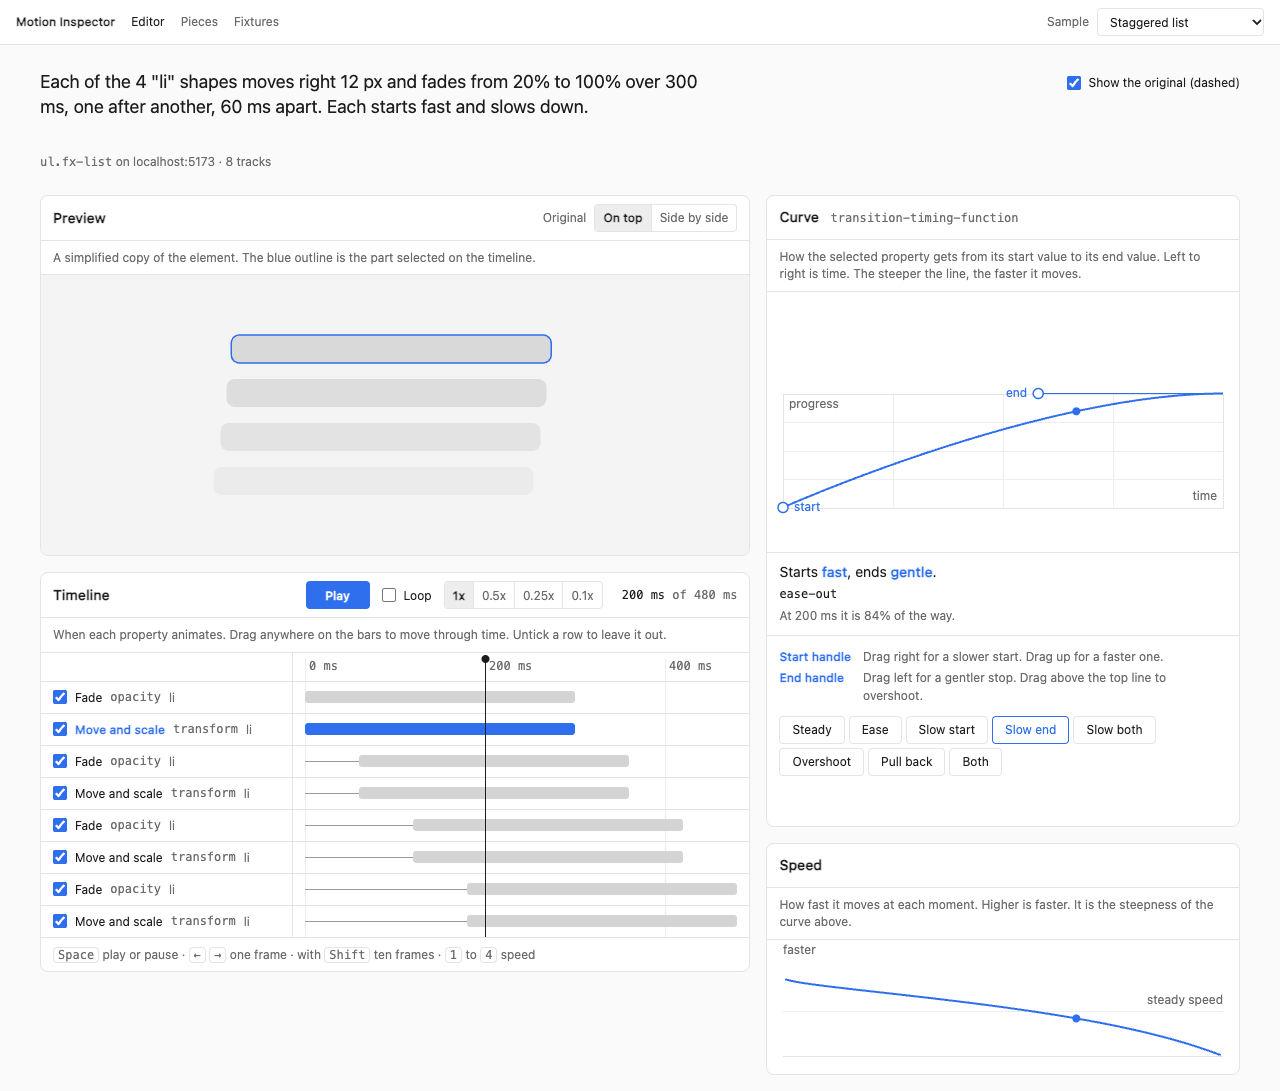 Motion Inspector Editor Pieces Fixtures Sample Staggered list
Each of the 4 "li" shapes moves right 12 px and fades from 20% to 100% over 300
ms, one after another, 60 ms apart. Each starts fast and slows down.
Show the original (dashed)
ul.fx-list on localhost:5173 · 8 tracks
Preview Original On top Side by side
A simplified copy of the element. The blue outline is the part selected on the timeline.
Timeline Play Loop 1x 0.5x 0.25x 0.1x 200 ms of 480 ms
When each property animates. Drag anywhere on the bars to move through time. Untick a row to leave it out.
0 ms 200 ms 400 ms
Fade opacity li
Move and scale transform li
Fade opacity li
Move and scale transform li
Fade opacity li
Move and scale transform li
Fade opacity li
Move and scale transform li
Space play or pause · ← → one frame · with Shift ten frames · 1 to 4 speed
Curve transition-timing-function
How the selected property gets from its start value to its end value. Left to
right is time. The steeper the line, the faster it moves.
end
progress
time
start
Starts fast, ends gentle.
ease-out
At 200 ms it is 84% of the way.
Start handle Drag right for a slower start. Drag up for a faster one.
End handle Drag left for a gentler stop. Drag above the top line to
overshoot.
Steady Ease Slow start Slow end Slow both
Overshoot Pull back Both
Speed
How fast it moves at each moment. Higher is faster. It is the steepness of the
curve above.
faster
steady speed